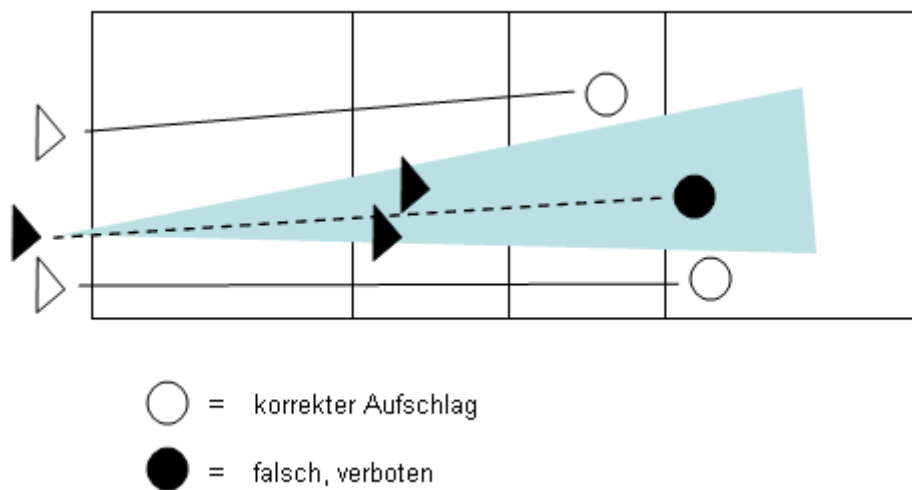 = korrekter Aufschlag
= falsch, verboten